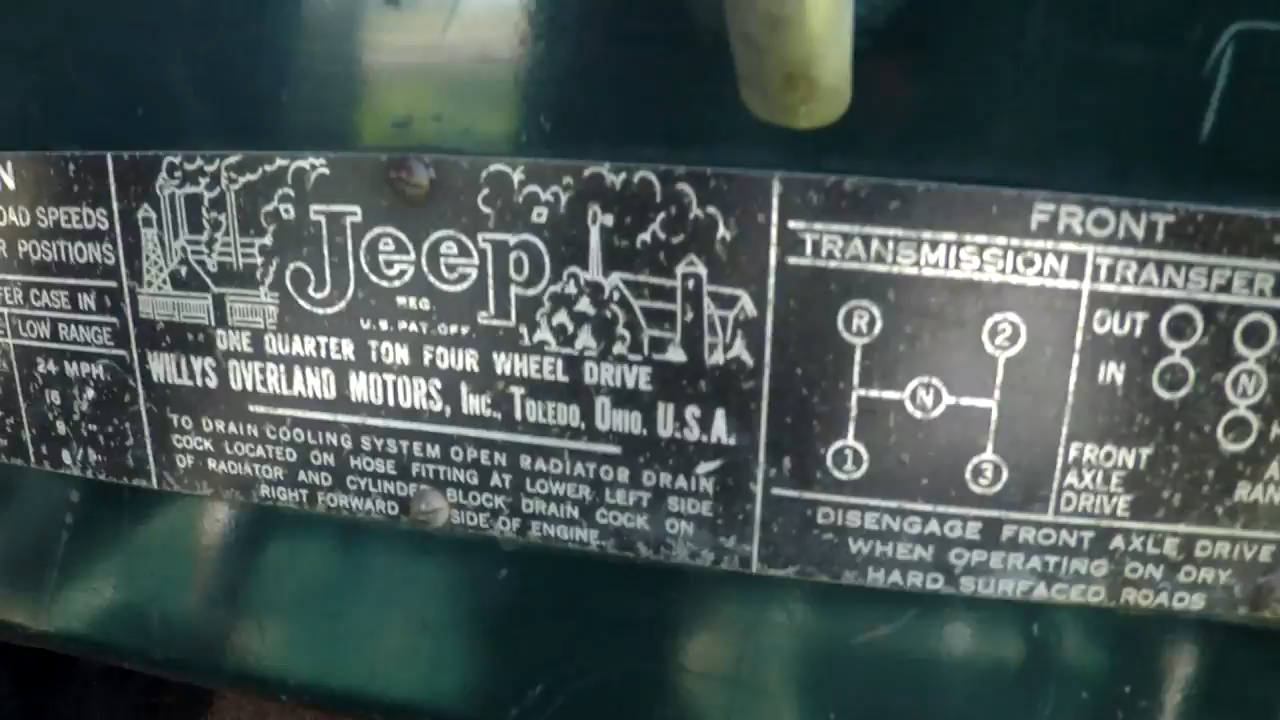 N
OAD SPEEDS
R POSITIONS
FER CASE IN
LOW RANGE
24 MPH.
Jeep
REG.
U.S. PAT. OFF.
ONE QUARTER TON FOUR WHEEL DRIVE
WILLYS OVERLAND MOTORS, INC., TOLEDO, OHIO, U.S.A.
TO DRAIN COOLING SYSTEM OPEN RADIATOR DRAIN
COCK LOCATED ON HOSE FITTING AT LOWER LEFT SIDE
OF RADIATOR AND CYLINDER BLOCK DRAIN COCK ON
RIGHT FORWARD SIDE OF ENGINE.
FRONT
TRANSMISSION
R
2
N
1
3
TRANSFER
OUT
IN
N
FRONT
AXLE
DRIVE
A
RAN
DISENGAGE FRONT AXLE DRIVE
WHEN OPERATING ON DRY
HARD SURFACED ROADS